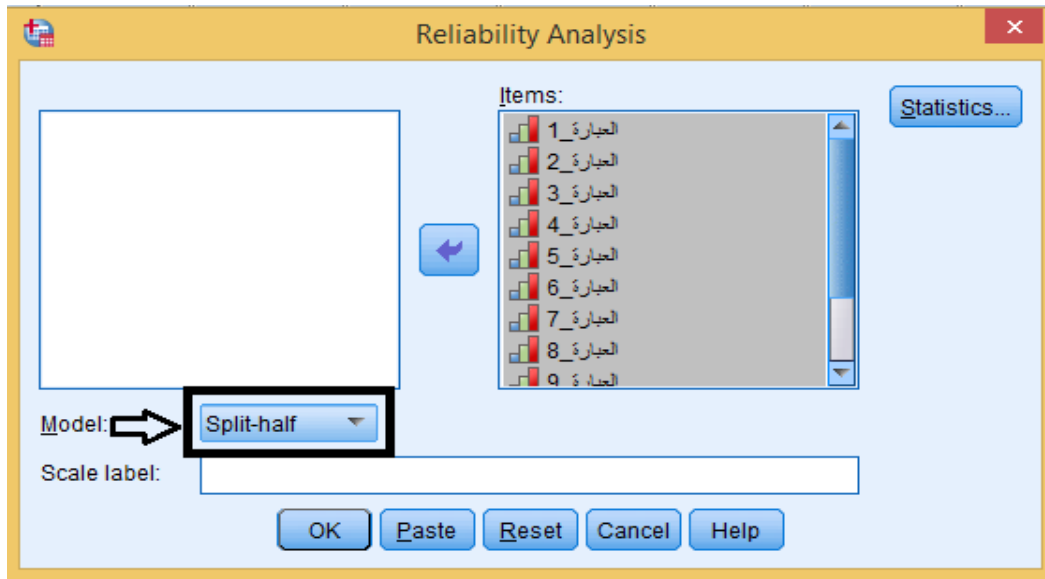 Reliability Analysis
Items:
Statistics...
العبارة_1
العبارة_2
العبارة_3
العبارة_4
العبارة_5
العبارة_6
العبارة_7
العبارة_8
العبارة_9
Model:
Split-half
Scale label:
OK
Paste
Reset
Cancel
Help